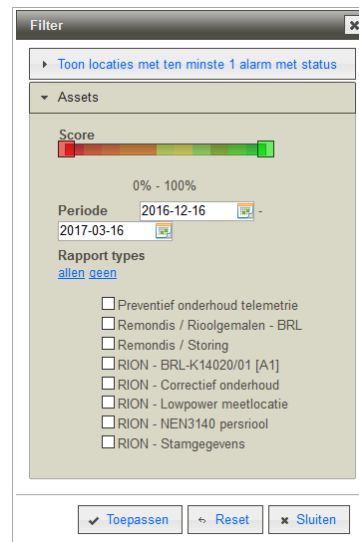 Filter
Toon locaties met ten minste 1 alarm met status
Assets
Score
0% - 100%
Periode 2016-12-16 -
2017-03-16
Rapport types
allen geen
Preventief onderhoud telemetrie
Remondis / Rioolgemalen - BRL
Remondis / Storing
RION - BRL-K14020/01 [A1]
RION - Correctief onderhoud
RION - Lowpower meetlocatie
RION - NEN3140 persriool
RION - Stamgegevens
Toepassen Reset Sluiten